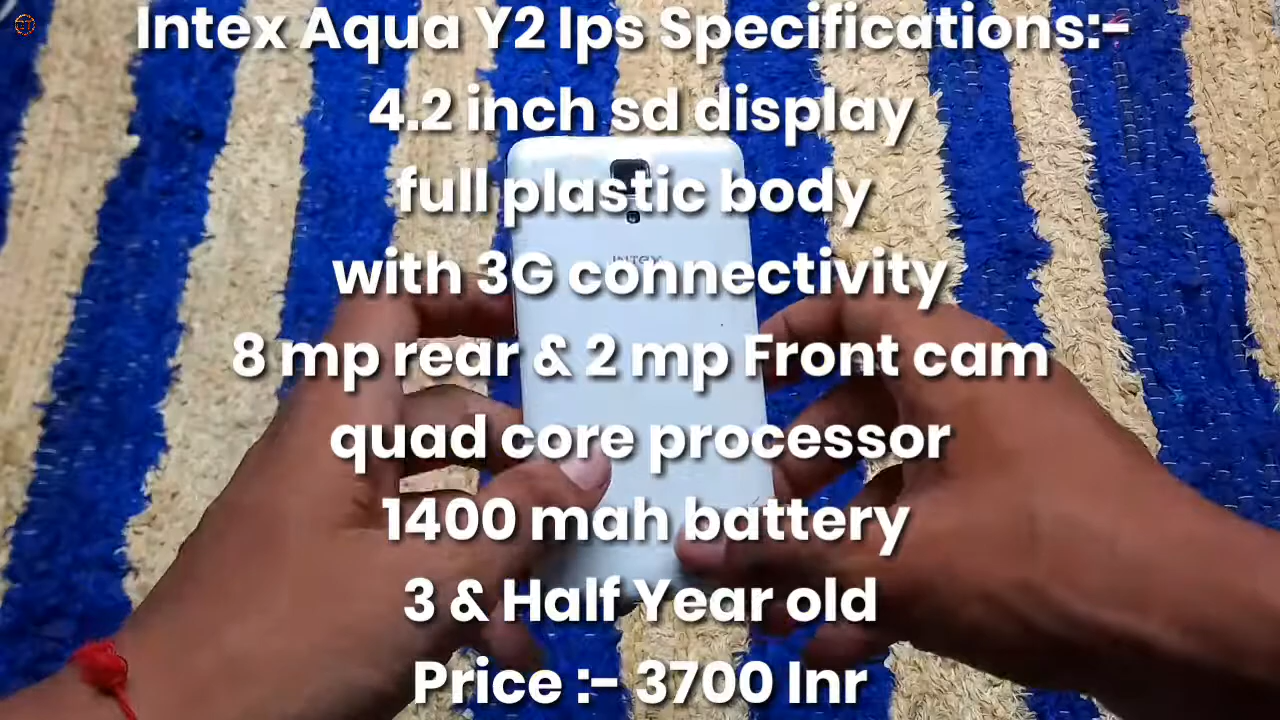 Intex Aqua Y2 Ips Specifications:-
4.2 inch sd display
full plastic body
with 3G connectivity
INTEX
8 mp rear & 2 mp Front cam
quad core processor
1400 mah battery
3 & Half Year old
Price :- 3700 Inr